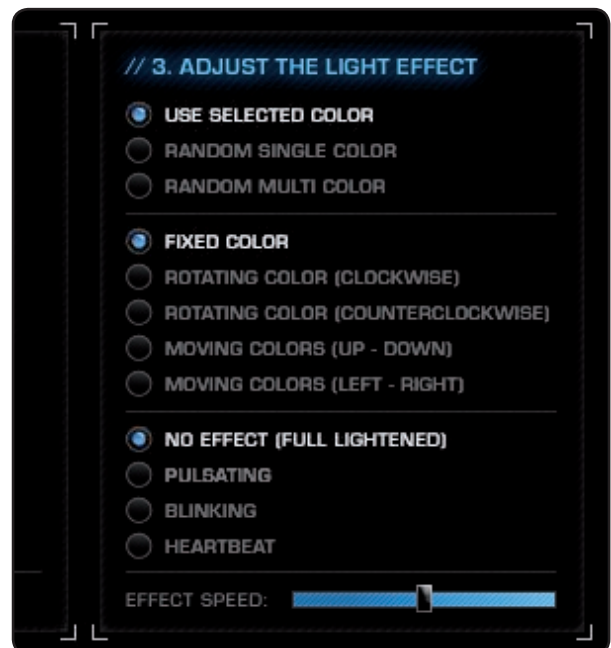 // 3. ADJUST THE LIGHT EFFECT
USE SELECTED COLOR
RANDOM SINGLE COLOR
RANDOM MULTI COLOR
FIXED COLOR
ROTATING COLOR (CLOCKWISE)
ROTATING COLOR (COUNTERCLOCKWISE)
MOVING COLORS (UP - DOWN)
MOVING COLORS (LEFT - RIGHT)
NO EFFECT (FULL LIGHTENED)
PULSATING
BLINKING
HEARTBEAT
EFFECT SPEED: